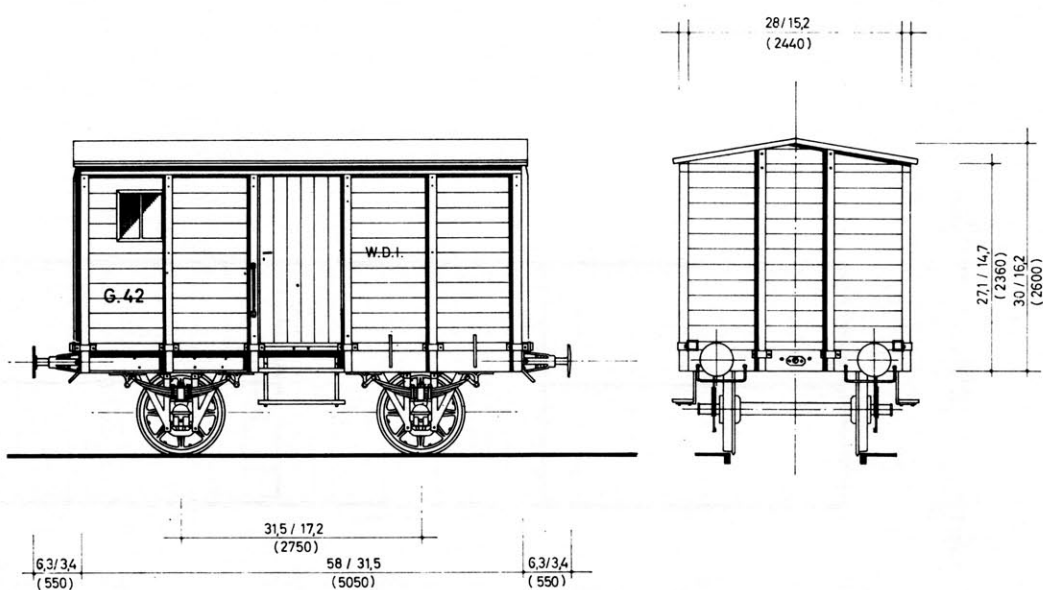 28/15,2
(2440)
W.D.I.
G.42
27,1 / 14,7
(2360)
30 / 16,2
(2600)
31,5 / 17,2
(2750)
6,3/3,4
(550)
58 / 31,5
(5050)
6,3/3,4
(550)